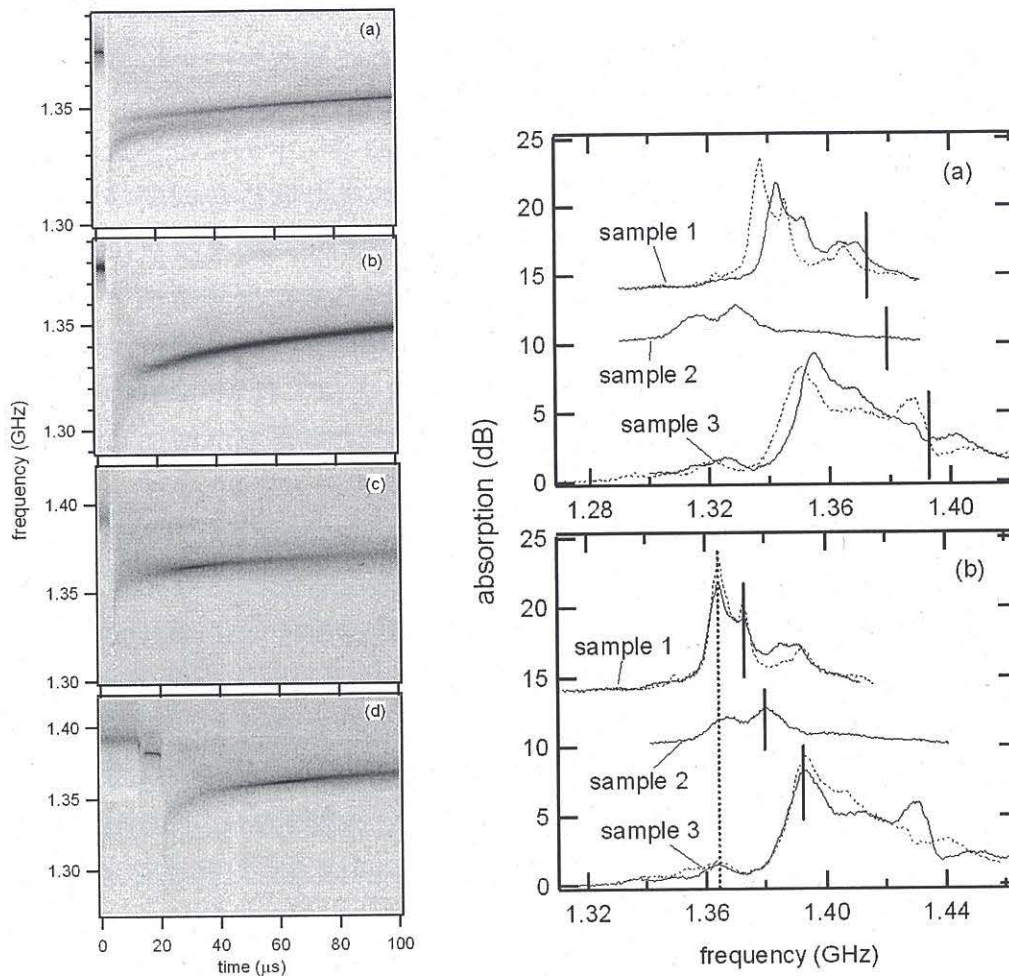 (a)
1.35
1.30
(b)
1.35
1.30
frequency (GHz)
(c)
1.40
1.35
1.30
(d)
1.40
1.35
1.30
0 20 40 60 80 100
time (μs)
25
(a)
20
sample 1
15
10
sample 2
5
sample 3
0
1.28 1.32 1.36 1.40
absorption (dB)
25
(b)
20
sample 1
15
10
sample 2
5
sample 3
0
1.32 1.36 1.40 1.44
frequency (GHz)